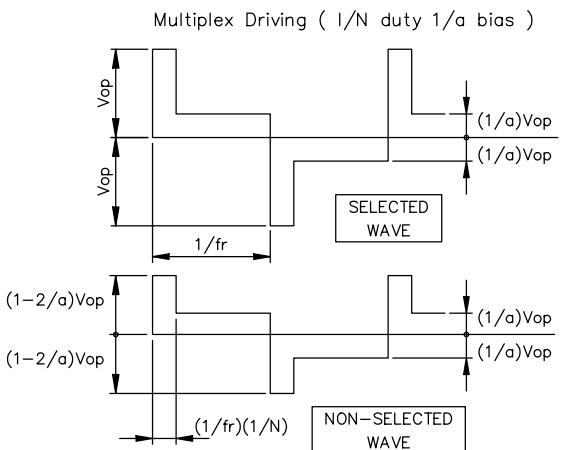 Multiplex Driving ( I/N duty 1/a bias )
Vop
(1/a)Vop
(1/a)Vop
Vop
SELECTED
WAVE
1/fr
(1-2/a)Vop
(1/a)Vop
(1-2/a)Vop
(1/a)Vop
(1/fr)(1/N)
NON-SELECTED
WAVE